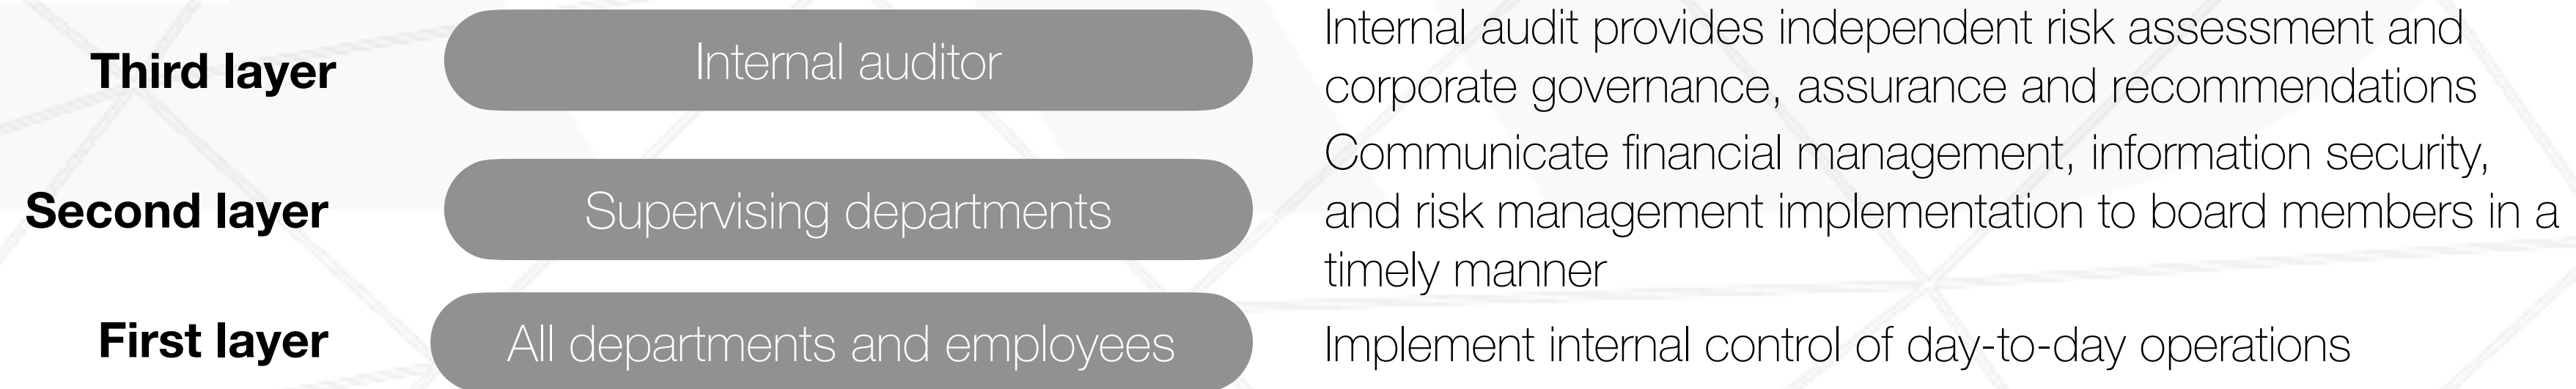 Third layer
Internal auditor
Internal audit provides independent risk assessment and
corporate governance, assurance and recommendations
Second layer
Supervising departments
Communicate financial management, information security,
and risk management implementation to board members in a
timely manner
First layer
All departments and employees
Implement internal control of day-to-day operations